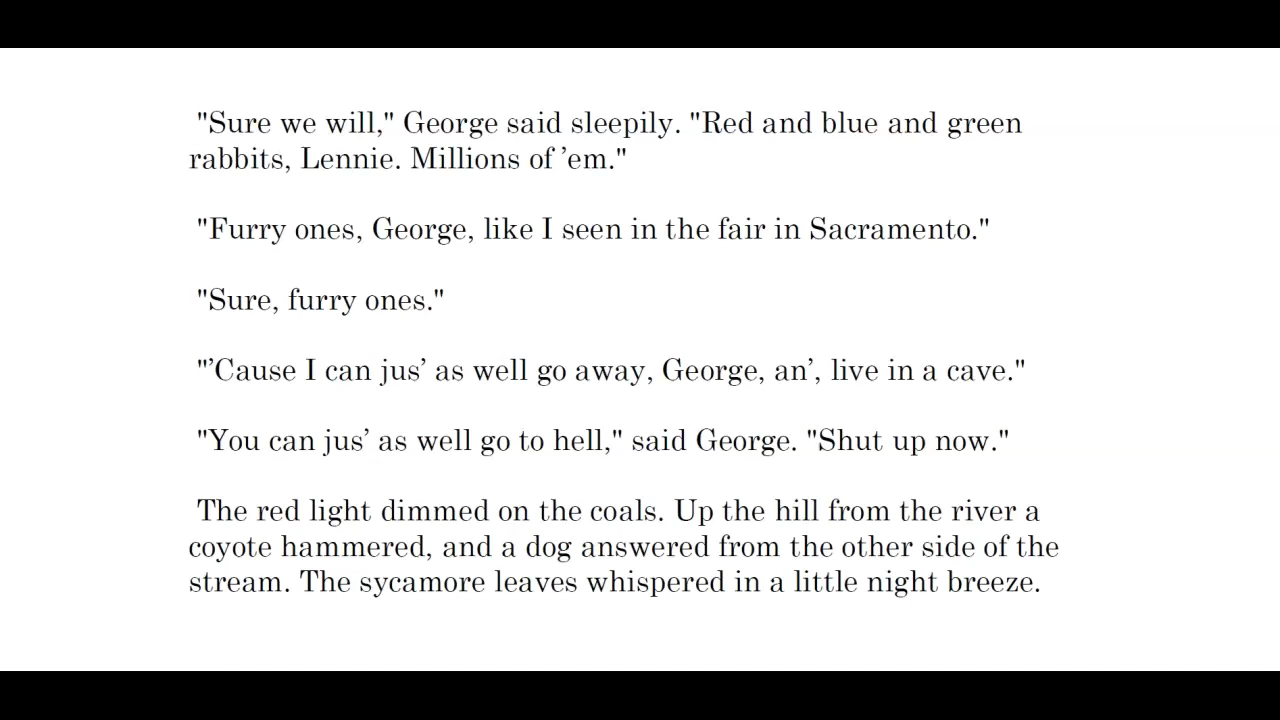 "Sure we will," George said sleepily. "Red and blue and green
rabbits, Lennie. Millions of ’em."
"Furry ones, George, like I seen in the fair in Sacramento."
"Sure, furry ones."
"’Cause I can jus’ as well go away, George, an’, live in a cave."
"You can jus’ as well go to hell," said George. "Shut up now."
The red light dimmed on the coals. Up the hill from the river a
coyote hammered, and a dog answered from the other side of the
stream. The sycamore leaves whispered in a little night breeze.